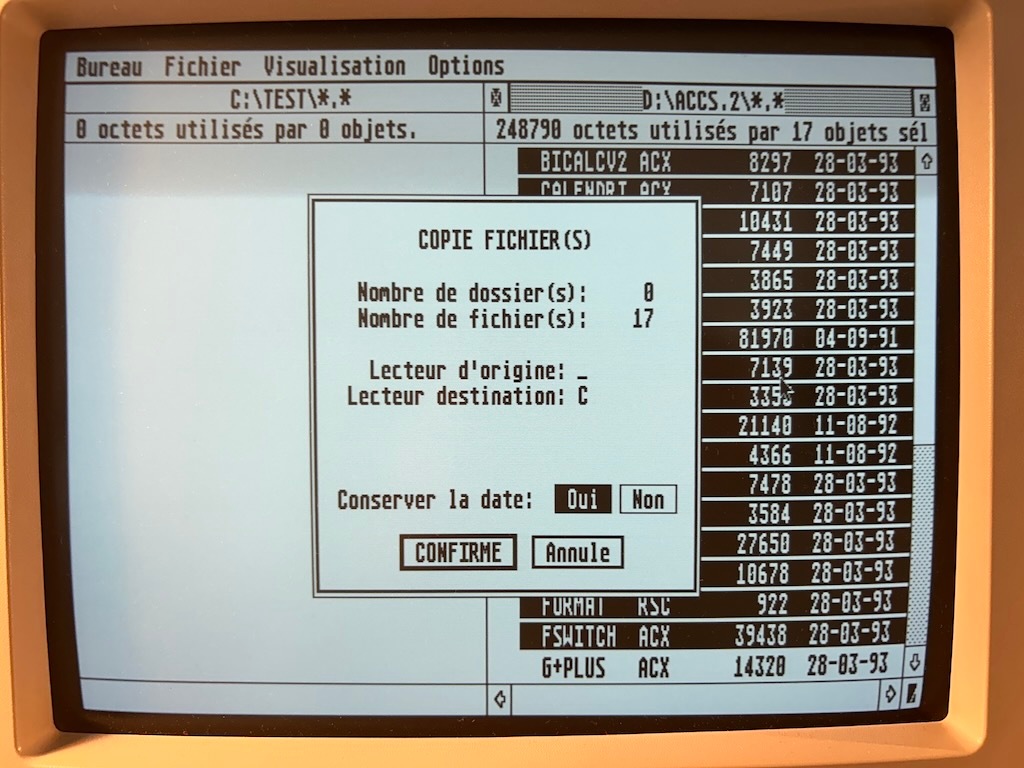 Bureau Fichier Visualisation Options
C:\TEST\*.*
D:\ACCS.2\*.*
0 octets utilisés par 0 objets.
248790 octets utilisés par 17 objets sél
BICALCV2 ACX 8297 28-03-93
CALENDRI ACX 7107 28-03-93
10431 28-03-93
7449 28-03-93
3865 28-03-93
3923 28-03-93
81970 04-09-91
7139 28-03-93
28-03-93
21140 11-08-92
4366 11-08-92
7478 28-03-93
3584 28-03-93
27650 28-03-93
10678 28-03-93
FORMAT RSC 922 28-03-93
FSWITCH ACX 39438 28-03-93
G+PLUS ACX 14320 28-03-93
COPIE FICHIER(S)
Nombre de dossier(s): 0
Nombre de fichier(s): 17
Lecteur d'origine: _
Lecteur destination: C
Conserver la date: Oui Non
CONFIRME Annule